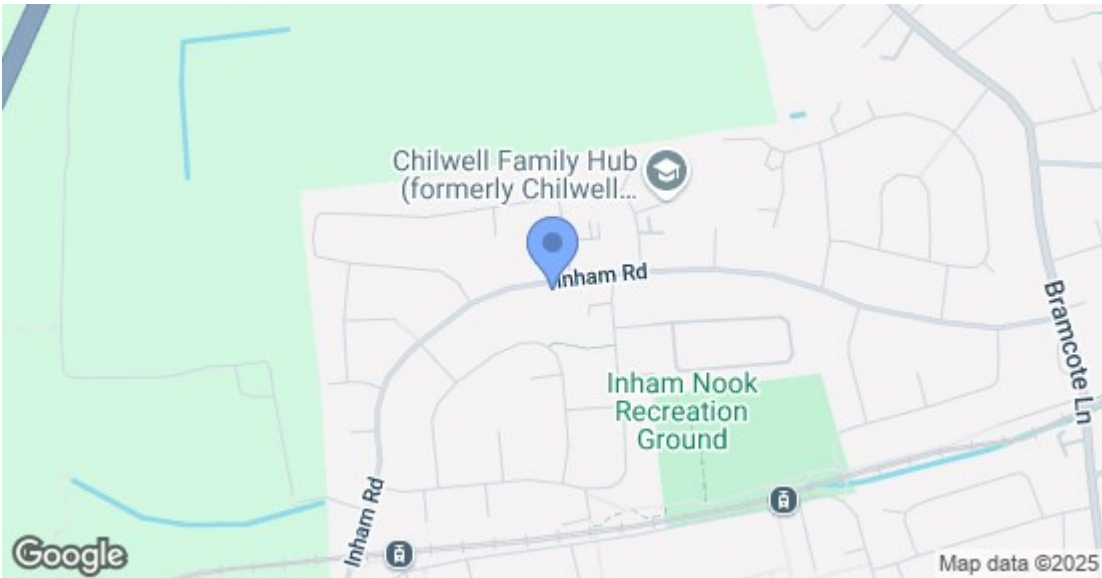 Chilwell Family Hub
(formerly Chilwell...
Inham Rd
Bramcote Ln
Inham Nook
Recreation
Ground
Inham Rd
Google
Map data ©2025